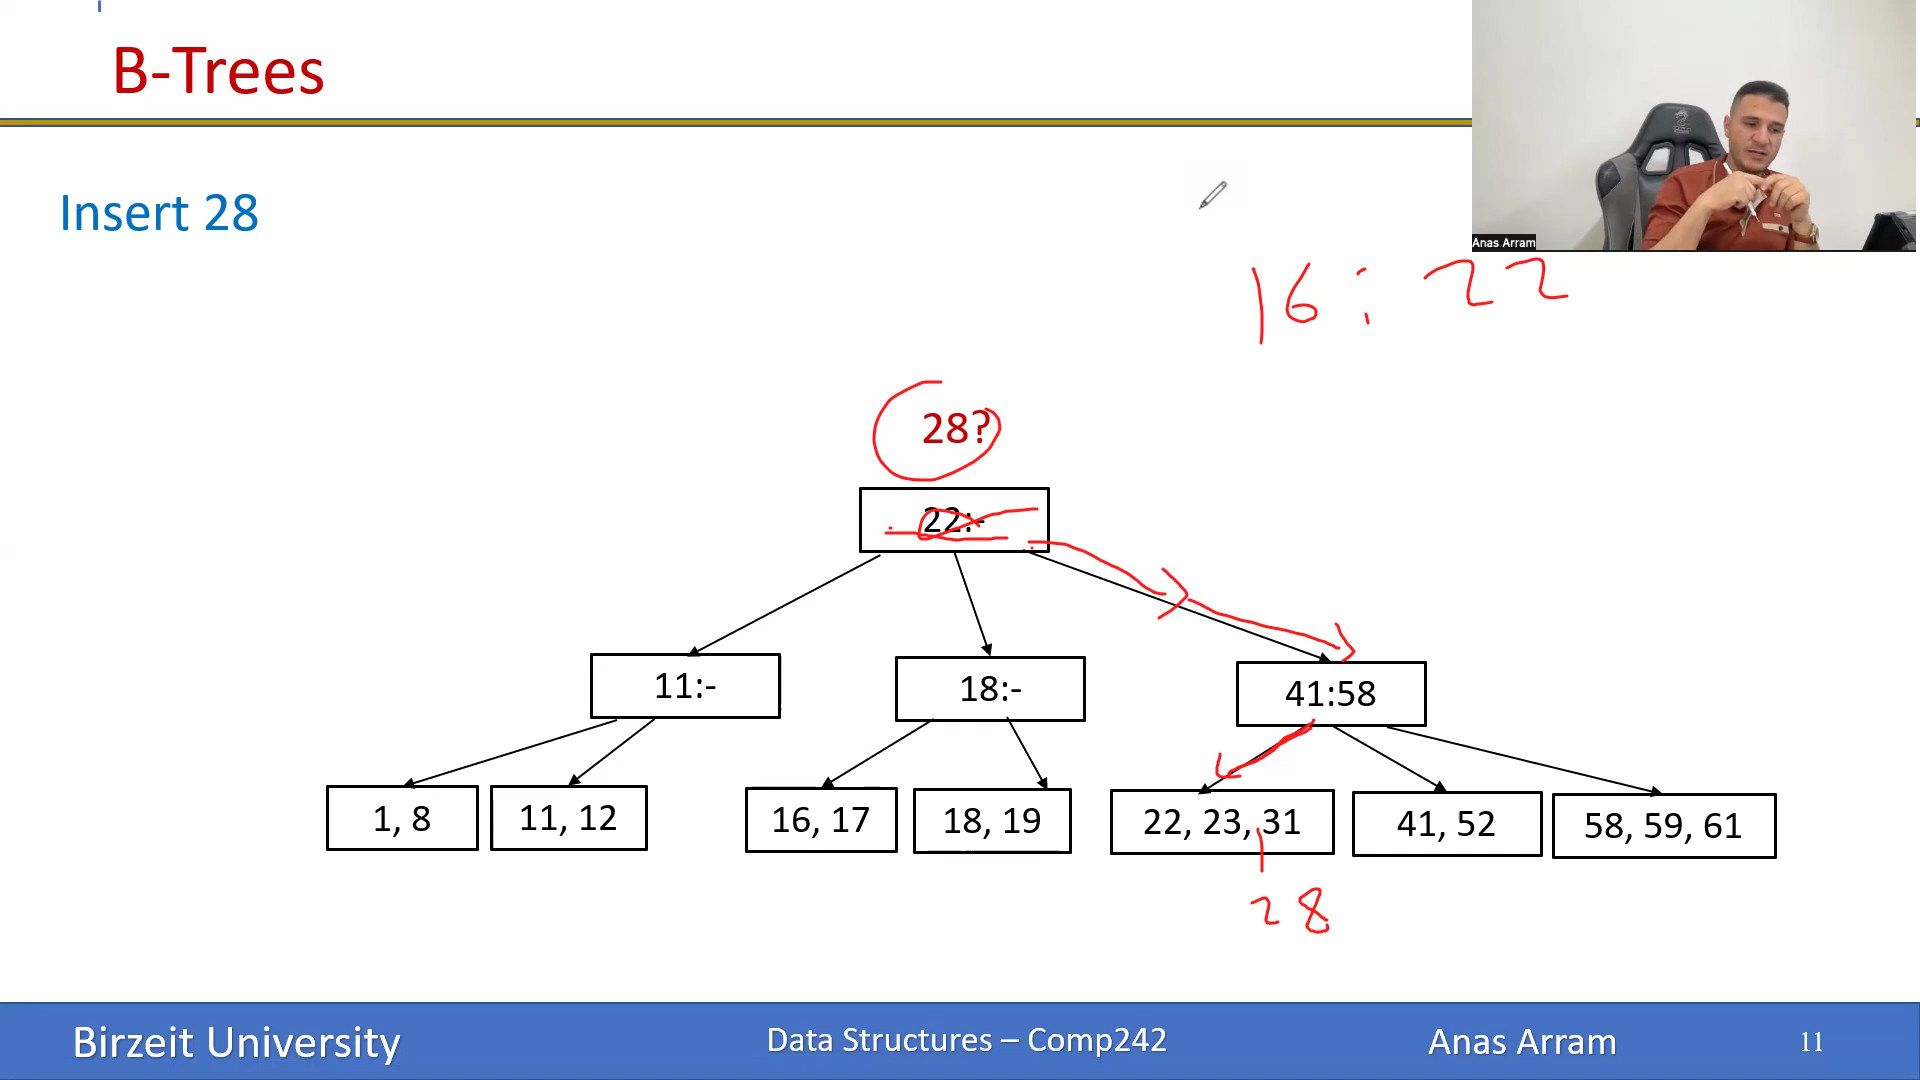 B-Trees
Insert 28
Anas Arram
16 : 22
28?
22:-
11:-
18:-
41:58
1, 8
11, 12
16, 17
18, 19
22, 23, 31
41, 52
58, 59, 61
28
Birzeit University
Data Structures – Comp242
Anas Arram
11